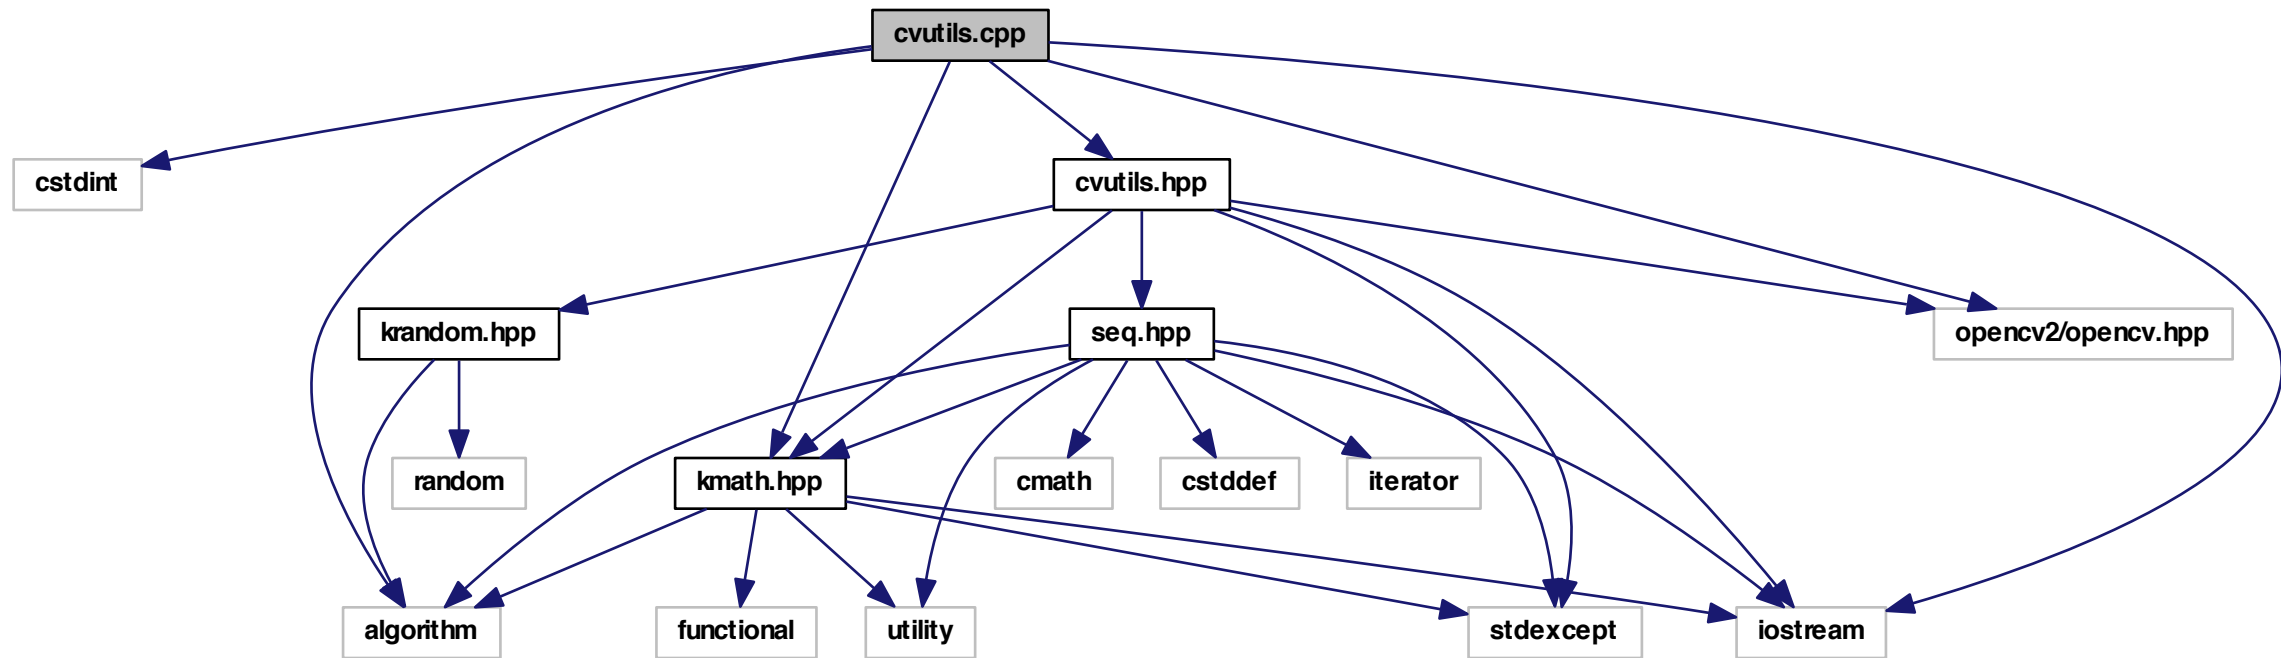 cvutils.cpp
cstdint
cvutils.hpp
krandom.hpp
seq.hpp
opencv2/opencv.hpp
random
kmath.hpp
cmath
cstddef
iterator
algorithm
functional
utility
stdexcept
iostream